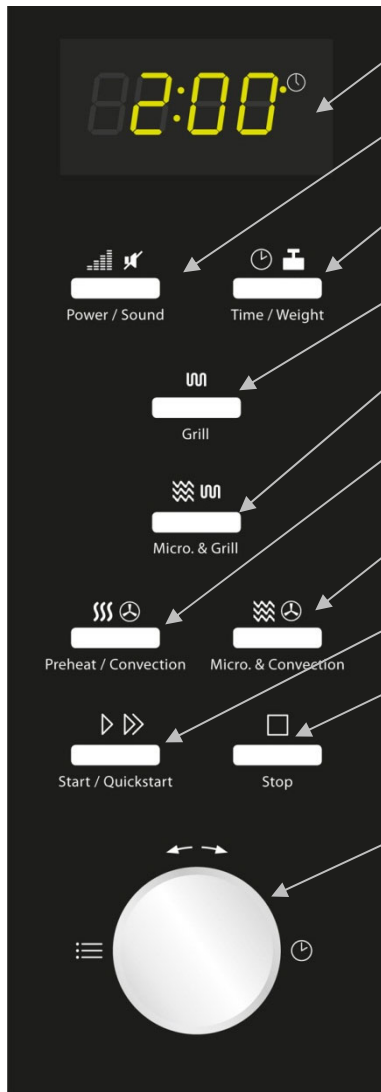 2:00
Power / Sound
Time / Weight
Grill
Micro. & Grill
Preheat / Convection
Micro. & Convection
Start / Quickstart
Stop